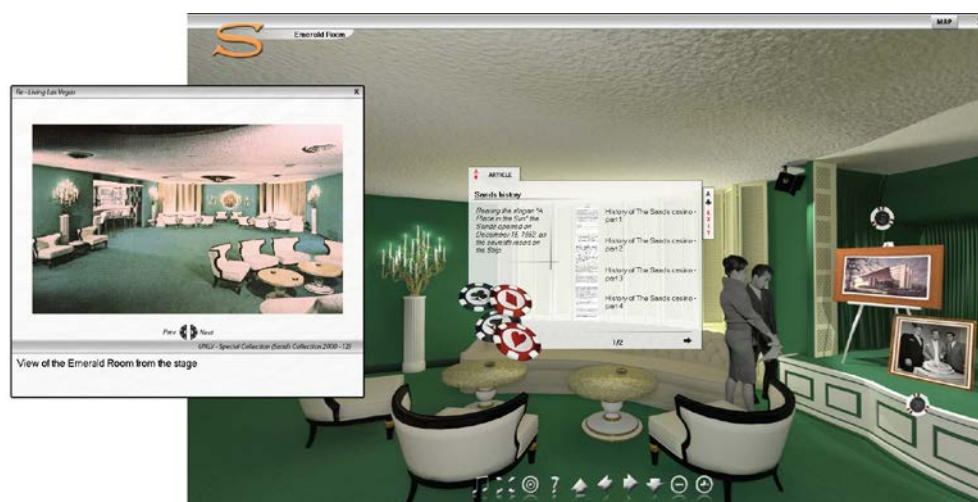 MAP
S
Emerald Room
Re - Living Las Vegas X
ARTICLE
Sands history
Bearing the slogan "A
Place in the Sun" the
Sands opened on
December 15, 1952, as
the seventh resort on
the Strip.
History of The Sands casino -
part 1
History of The Sands casino -
part 2
History of The Sands casino -
part 3
History of The Sands casino -
part 4
A
EXIT
1/2
Prev Next
UNLV - Special Collection (Sands Collection 2000 - 12)
View of the Emerald Room from the stage
?